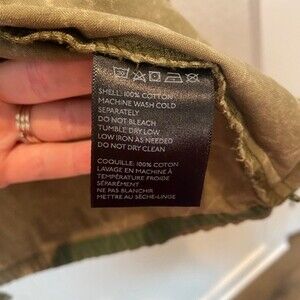 SHELL: 100% COTTON
MACHINE WASH COLD
SEPARATELY
DO NOT BLEACH
TUMBLE DRY LOW
LOW IRON AS NEEDED
DO NOT DRY CLEAN
COQUILLE: 100% COTON
LAVAGE EN MACHINE À
TEMPÉRATURE FROIDE
SÉPARÉMENT
NE PAS BLANCHIR
METTRE AU SÈCHE-LINGE